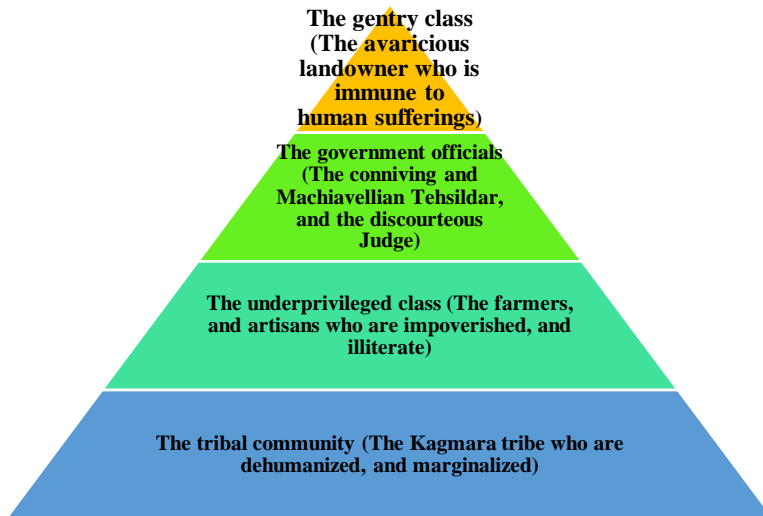 The gentry class
(The avaricious
landowner who is
immune to
human sufferings)
The government officials
(The conniving and
Machiavellian Tehsildar,
and the discourteous
Judge)
The underprivileged class (The farmers,
and artisans who are impoverished, and
illiterate)
The tribal community (The Kagmara tribe who are
dehumanized, and marginalized)